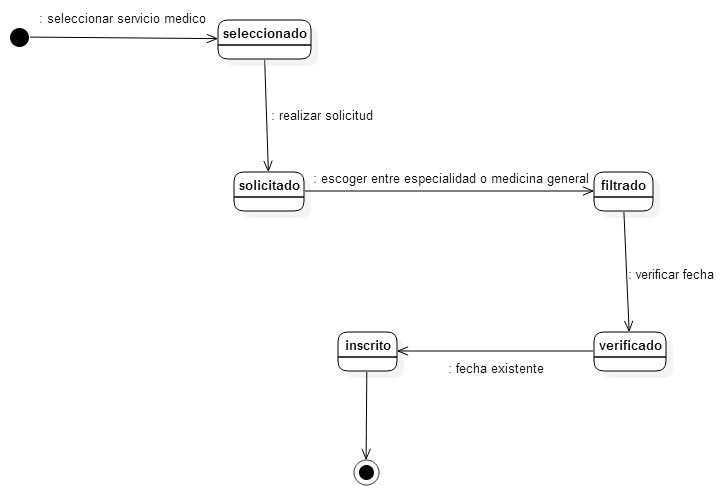 : seleccionar servicio medico
seleccionado
: realizar solicitud
solicitado
: escoger entre especialidad o medicina general
filtrado
: verificar fecha
inscrito
verificado
: fecha existente